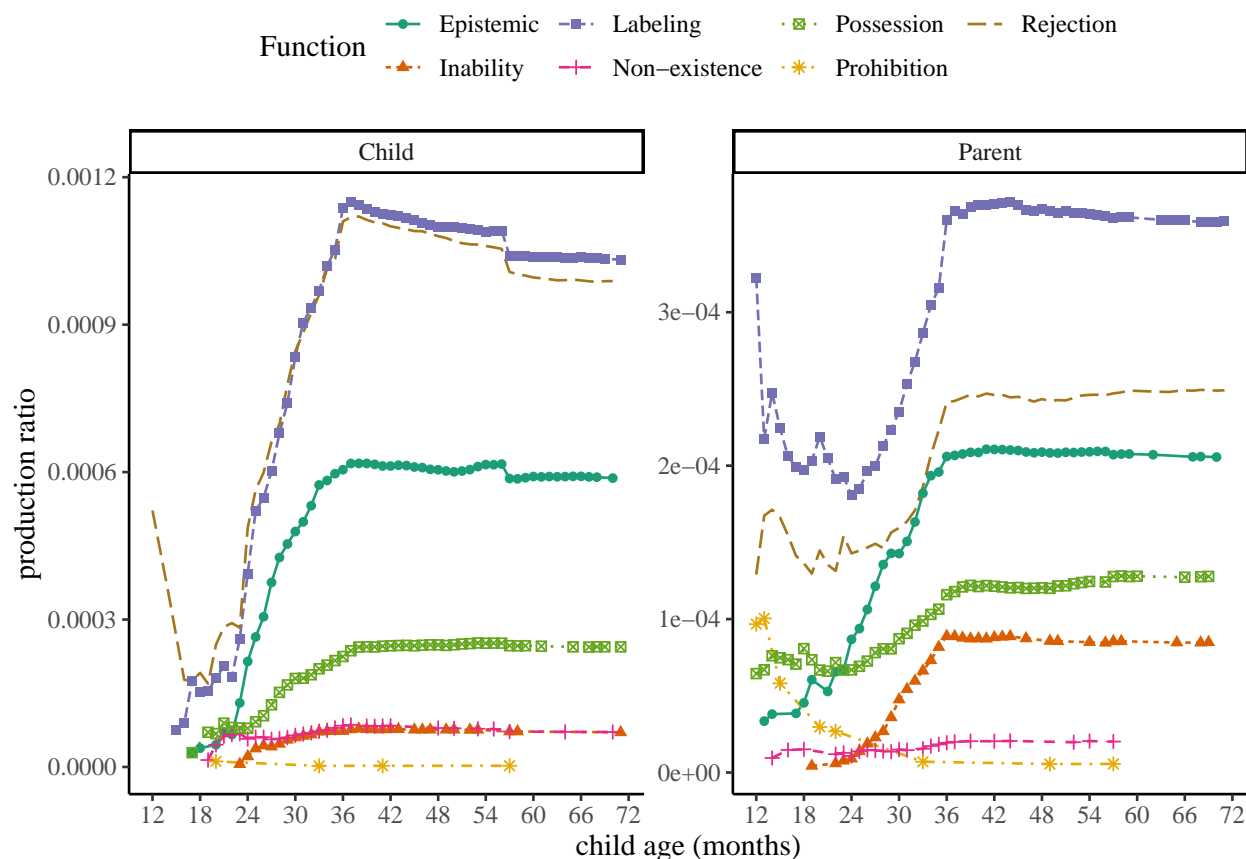 Function
Epistemic Labeling Possession Rejection
Inability Non−existence Prohibition
Child Parent
0.0012
0.0009
0.0006
0.0003
0.0000
3e−04
2e−04
1e−04
0e+00
production ratio
12 18 24 30 36 42 48 54 60 66 72 12 18 24 30 36 42 48 54 60 66 72
child age (months)